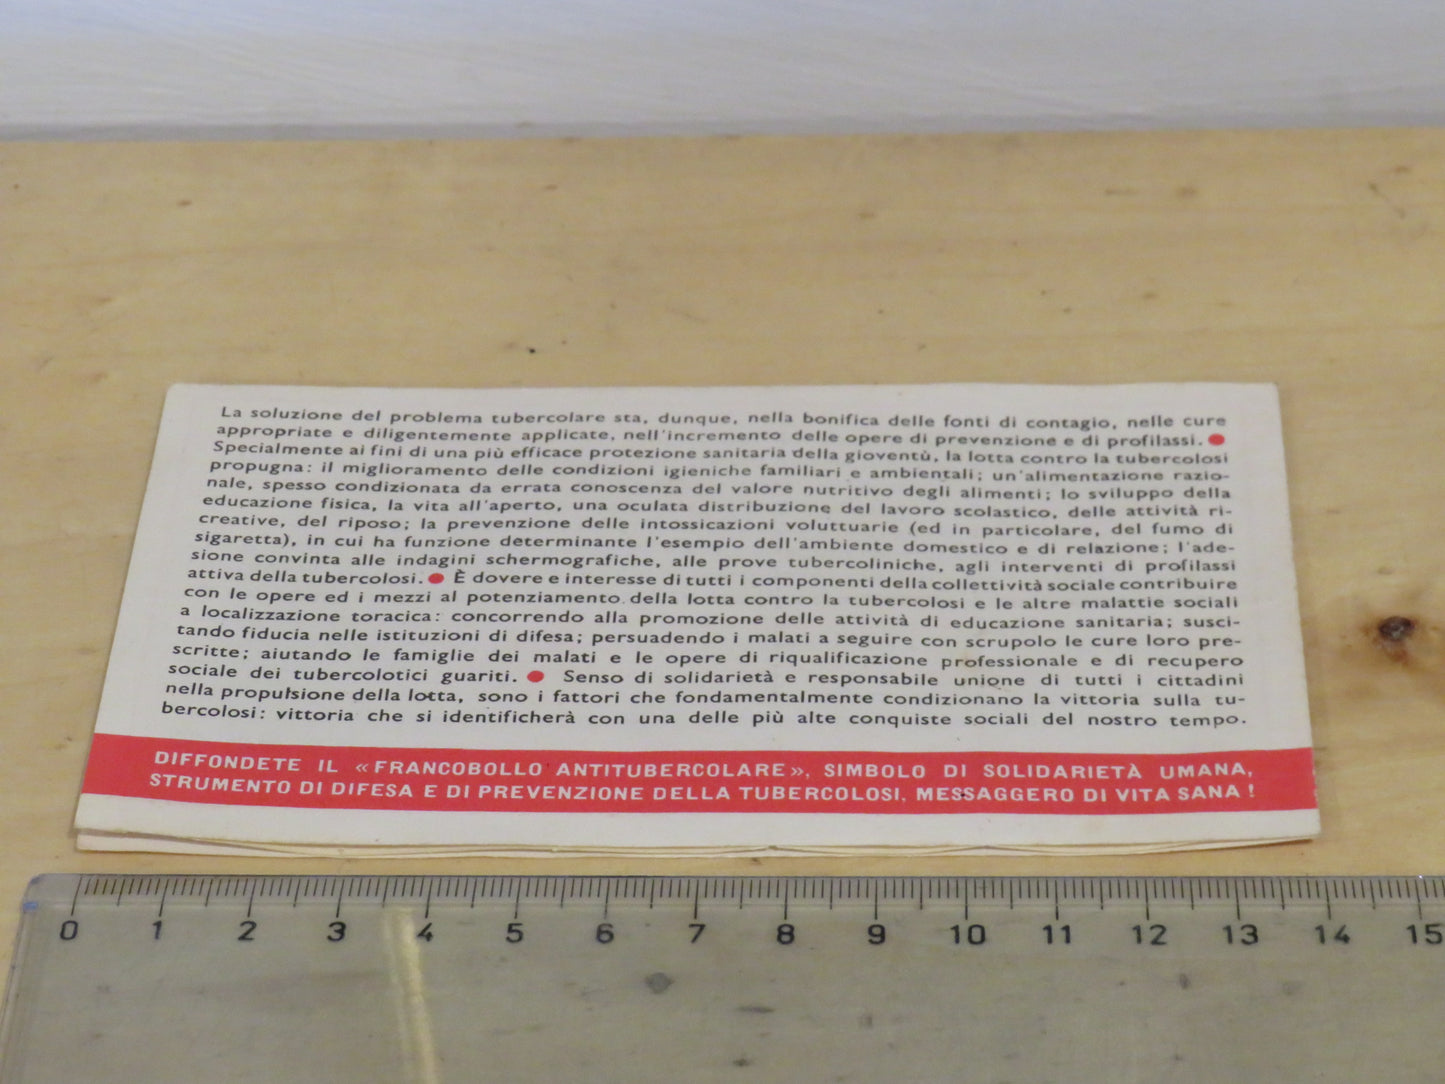 La soluzione del problema tubercolare sta, dunque, nella bonifica delle fonti di contagio, nelle cure
appropriate e diligentemente applicate, nell'incremento delle opere di prevenzione e di profilassi. ●
Specialmente ai fini di una più efficace protezione sanitaria della gioventù, la lotta contro la tubercolosi
propugna: il miglioramento delle condizioni igieniche familiari e ambientali; un'alimentazione razio-
nale, spesso condizionata da errata conoscenza del valore nutritivo degli alimenti; lo sviluppo della
educazione fisica, la vita all'aperto, una oculata distribuzione del lavoro scolastico, delle attività ri-
creative, del riposo; la prevenzione delle intossicazioni voluttuarie (ed in particolare, del fumo di
sigaretta), in cui ha funzione determinante l'esempio dell'ambiente domestico e di relazione; l'ade-
sione convinta alle indagini schermografiche, alle prove tubercoliniche, agli interventi di profilassi
attiva della tubercolosi. ● È dovere e interesse di tutti i componenti della collettività sociale contribuire
con le opere ed i mezzi al potenziamento della lotta contro la tubercolosi e le altre malattie sociali
a localizzazione toracica: concorrendo alla promozione delle attività di educazione sanitaria; susci-
tando fiducia nelle istituzioni di difesa; persuadendo i malati a seguire con scrupolo le cure loro pre-
scritte; aiutando le famiglie dei malati e le opere di riqualificazione professionale e di recupero
sociale dei tubercolotici guariti. ● Senso di solidarietà e responsabile unione di tutti i cittadini
nella propulsione della lotta, sono i fattori che fondamentalmente condizionano la vittoria sulla tu-
bercolosi: vittoria che si identificherà con una delle più alte conquiste sociali del nostro tempo.
DIFFONDETE IL «FRANCOBOLLO ANTITUBERCOLARE», SIMBOLO DI SOLIDARIETÀ UMANA,
STRUMENTO DI DIFESA E DI PREVENZIONE DELLA TUBERCOLOSI, MESSAGGERO DI VITA SANA!
0 1 2 3 4 5 6 7 8 9 10 11 12 13 14 15